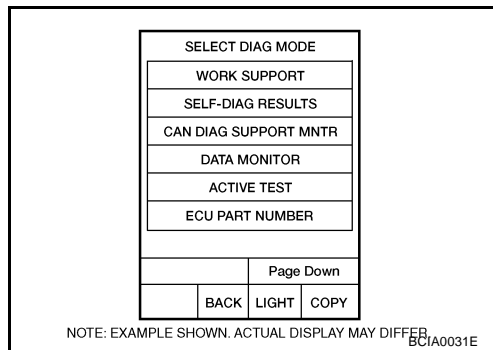 SELECT DIAG MODE
WORK SUPPORT
SELF-DIAG RESULTS
CAN DIAG SUPPORT MNTR
DATA MONITOR
ACTIVE TEST
ECU PART NUMBER
Page Down
BACK LIGHT COPY
NOTE: EXAMPLE SHOWN. ACTUAL DISPLAY MAY DIFFER.
BCIA0031E